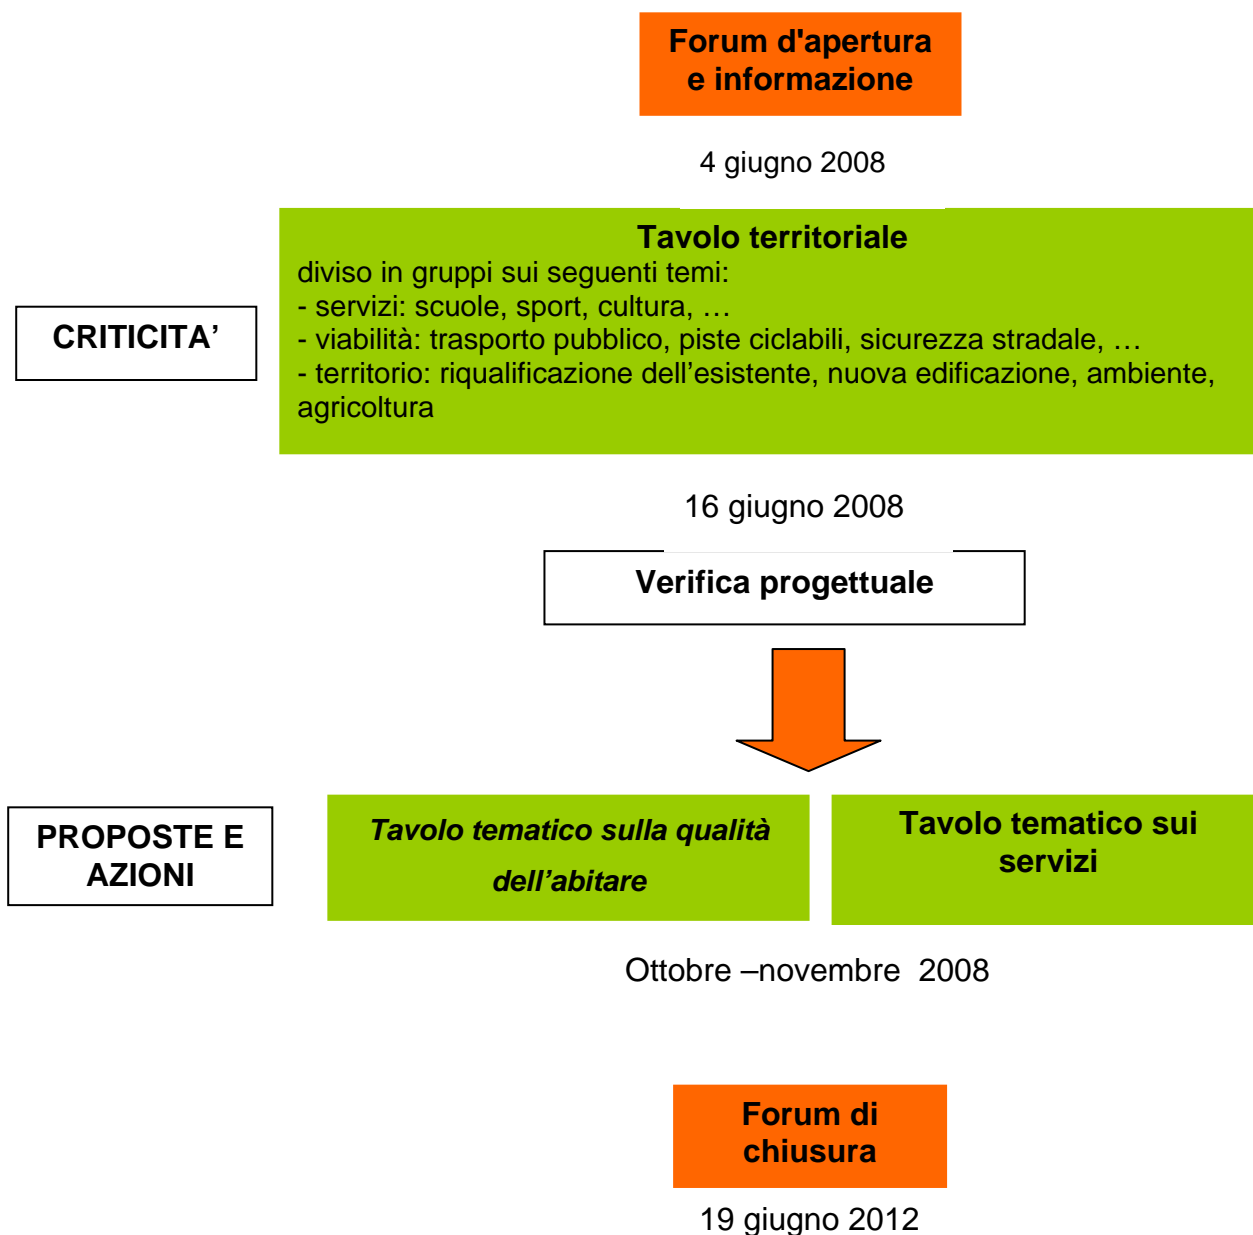 Forum d'apertura
e informazione
4 giugno 2008
Tavolo territoriale
diviso in gruppi sui seguenti temi:
- servizi: scuole, sport, cultura, …
- viabilità: trasporto pubblico, piste ciclabili, sicurezza stradale, …
- territorio: riqualificazione dell’esistente, nuova edificazione, ambiente,
agricoltura
CRITICITA’
16 giugno 2008
Verifica progettuale
PROPOSTE E
AZIONI
Tavolo tematico sulla qualità
dell’abitare
Tavolo tematico sui
servizi
Ottobre –novembre  2008
Forum di
chiusura
19 giugno 2012